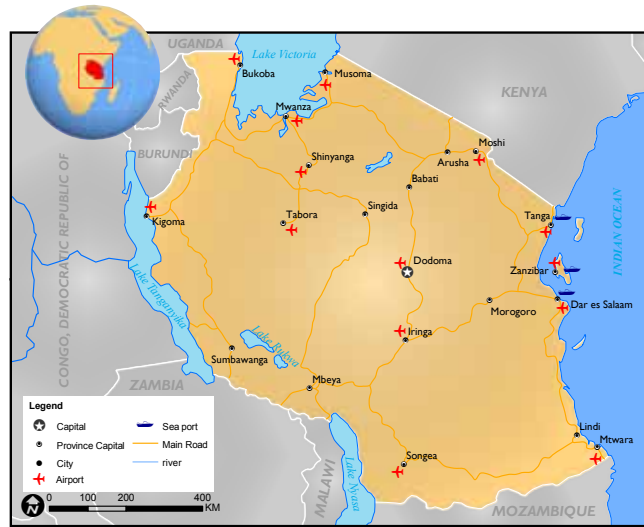 UGANDA
Lake Victoria
Bukoba
Musoma
KENYA
RWANDA
Mwanza
BURUNDI
Shinyanga
Moshi
Arusha
Babati
CONGO, DEMOCRATIC REPUBLIC OF
Kigoma
Tabora
Singida
Tanga
INDIAN OCEAN
Dodoma
Zanzibar
Lake Tanganyika
Morogoro
Dar es Salaam
Iringa
Lake Rukwa
Sumbawanga
ZAMBIA
Mbeya
Legend
Capital
Sea port
Province Capital
Main Road
City
river
Airport
Lindi
Mtwara
Songea
MALAWI
Lake Nyasa
N
0 100 200 400
KM
MOZAMBIQUE